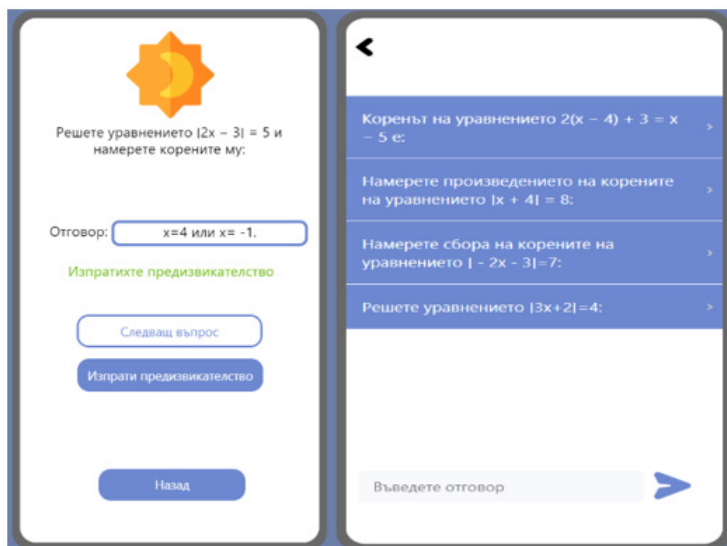 Решете уравнението |2x – 3| = 5 и
намерете корените му:
Отговор: x=4 или x= -1.
Изпратихте предизвикателство
Следващ въпрос
Изпрати предизвикателство
Назад
Коренът на уравнението 2(x – 4) + 3 = x
– 5 е:
Намерете произведението на корените
на уравнението |x + 4| = 8:
Намерете сбора на корените на
уравнението | - 2x - 3|=7:
Решете уравнението |3x+2|=4:
Въведете отговор